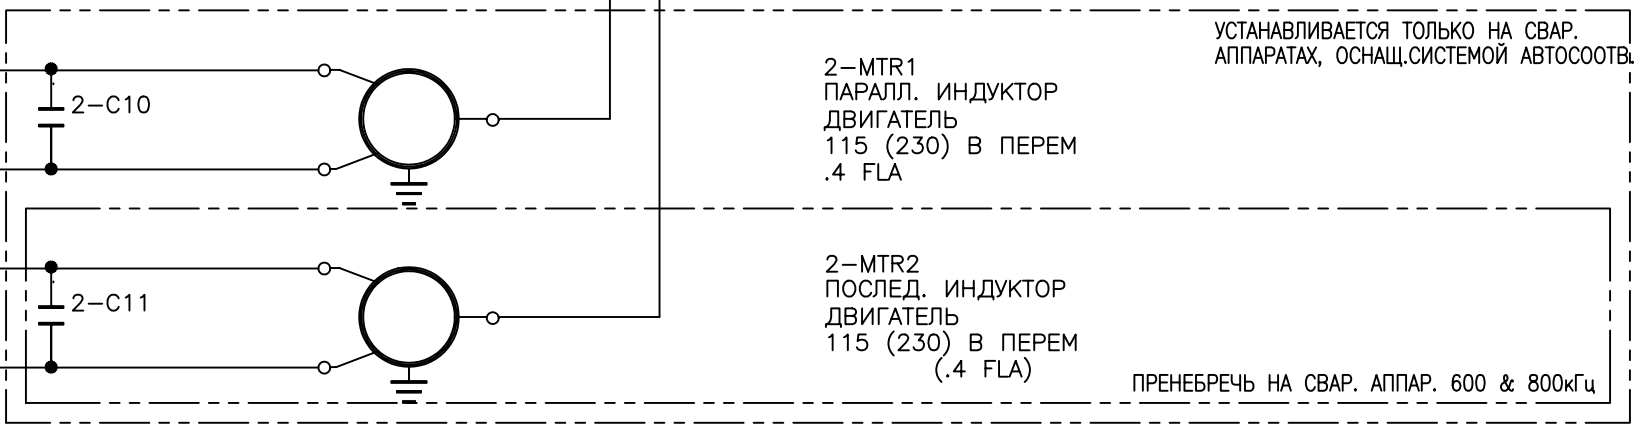 УСТАНАВЛИВАЕТСЯ ТОЛЬКО НА СВАР.
АППАРАТАХ, ОСНАЩ.СИСТЕМОЙ АВТОСООТВ.
2-C10
2-MTR1
ПАРАЛЛ. ИНДУКТОР
ДВИГАТЕЛЬ
115 (230) В ПЕРЕМ
.4 FLA
2-C11
2-MTR2
ПОСЛЕД. ИНДУКТОР
ДВИГАТЕЛЬ
115 (230) В ПЕРЕМ
(.4 FLA)
ПРЕНЕБРЕЧЬ НА СВАР. АППАР. 600 & 800кГц